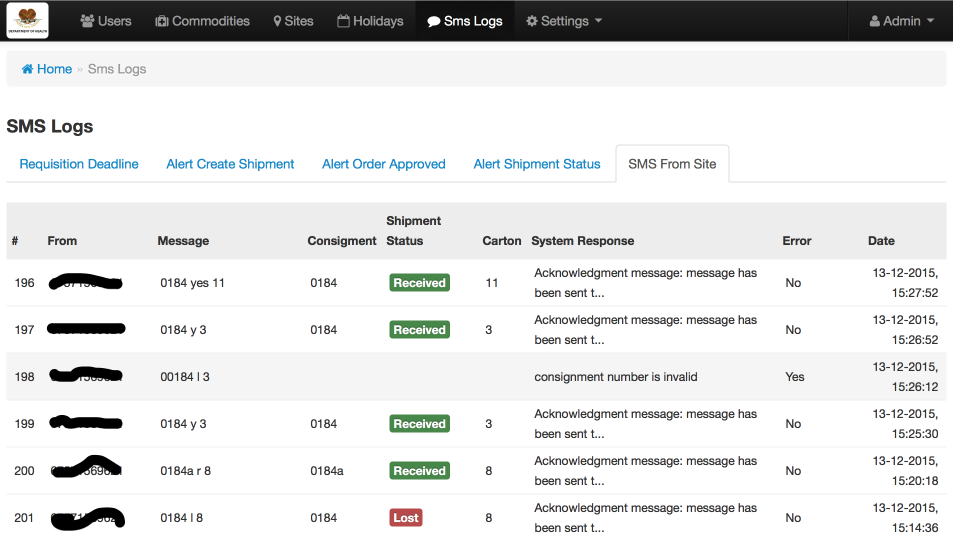 DEPARTMENT OF HEALTH
Users Commodities Sites Holidays Sms Logs Settings Admin
Home » Sms Logs
SMS Logs
Requisition Deadline Alert Create Shipment Alert Order Approved Alert Shipment Status SMS From Site
# From Message Consigment Shipment Status Carton System Response Error Date
196 0184 yes 11 0184 Received 11 Acknowledgment message: message has No 13-12-2015,
been sent t... 15:27:52
197 0184 y 3 0184 Received 3 Acknowledgment message: message has No 13-12-2015,
been sent t... 15:26:52
198 00184 l 3 consignment number is invalid Yes 13-12-2015,
15:26:12
199 0184 y 3 0184 Received 3 Acknowledgment message: message has No 13-12-2015,
been sent t... 15:25:30
200 0184a r 8 0184a Received 8 Acknowledgment message: message has No 13-12-2015,
been sent t... 15:20:18
201 0184 l 8 0184 Lost 8 Acknowledgment message: message has No 13-12-2015,
been sent t... 15:14:36